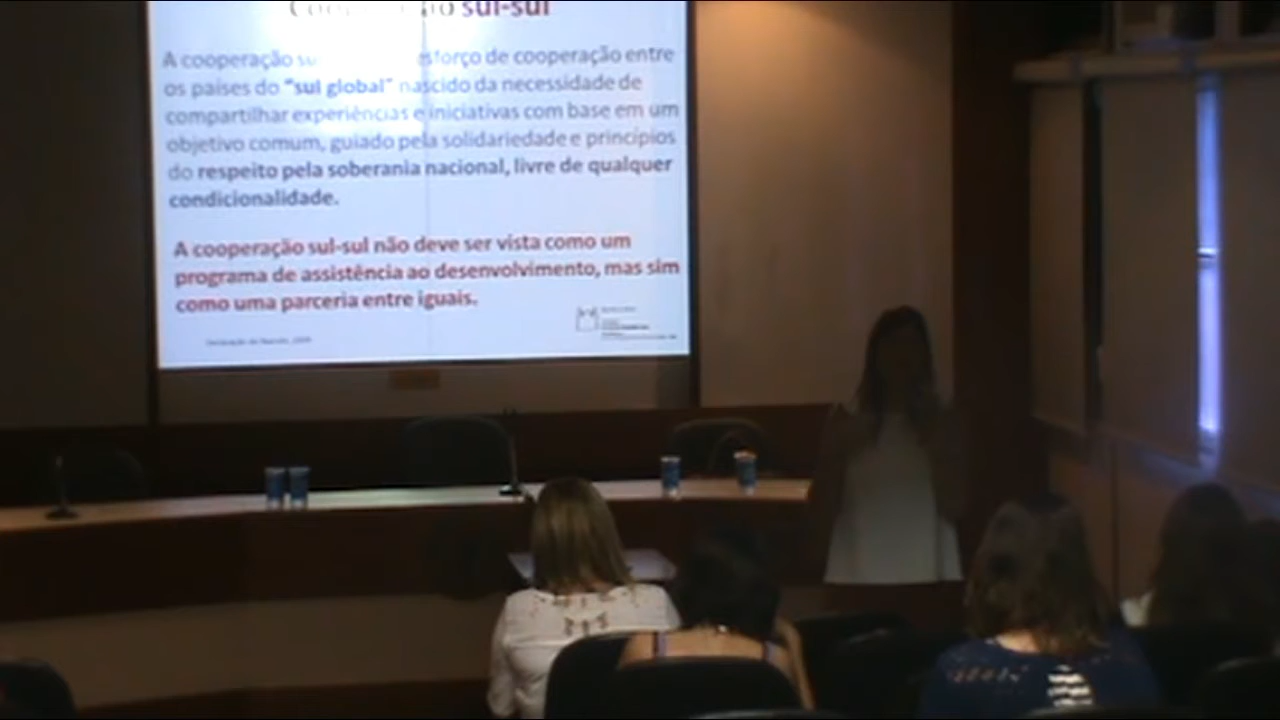 Cooperação sul-sul
A cooperação su esforço de cooperação entre
os países do "sul global" nascido da necessidade de
compartilhar experiências e iniciativas com base em um
objetivo comum, guiado pela solidariedade e princípios
do respeito pela soberania nacional, livre de qualquer
condicionalidade.
A cooperação sul-sul não deve ser vista como um
programa de assistência ao desenvolvimento, mas sim
como uma parceria entre iguais.